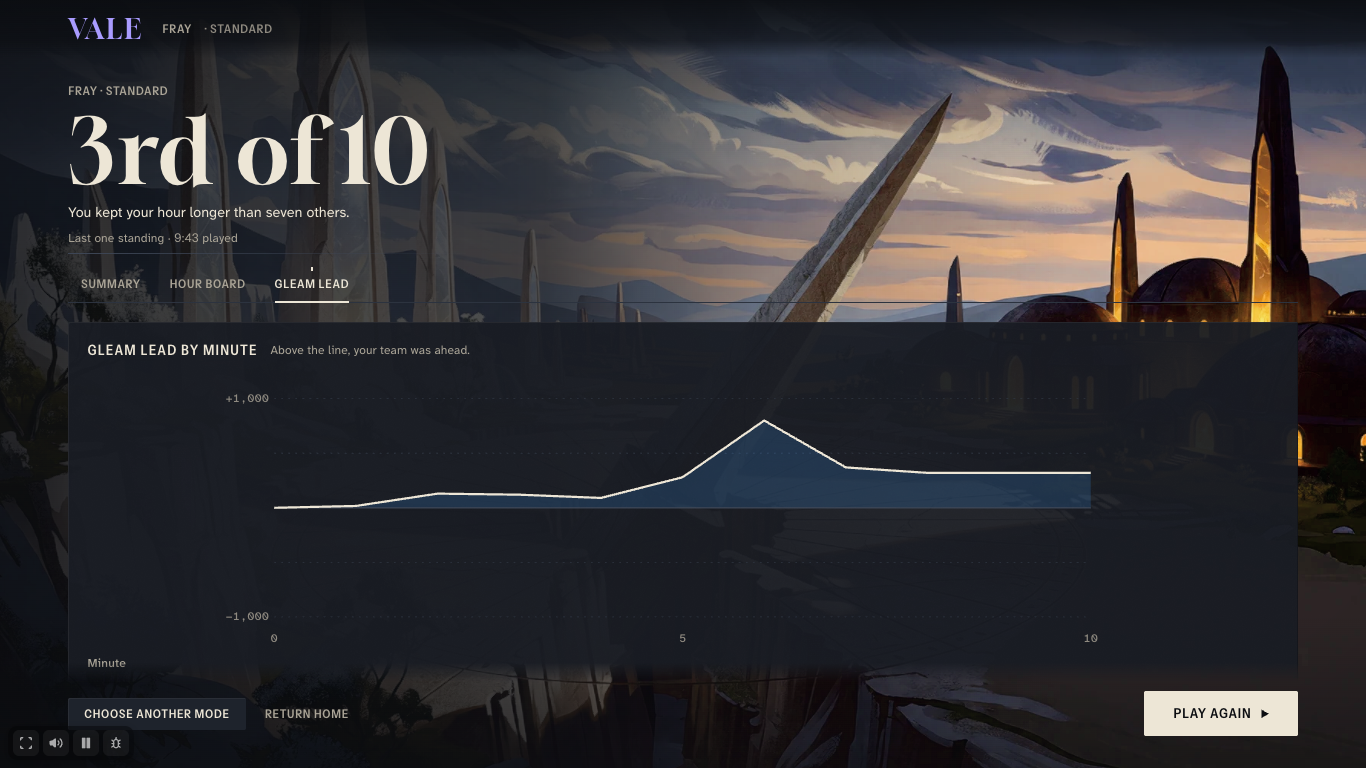 VALE FRAY · STANDARD
FRAY · STANDARD
3rd of 10
You kept your hour longer than seven others.
Last one standing · 9:43 played
SUMMARY HOUR BOARD GLEAM LEAD
GLEAM LEAD BY MINUTE Above the line, your team was ahead.
+1,000
−1,000
0 5 10
Minute
CHOOSE ANOTHER MODE RETURN HOME PLAY AGAIN